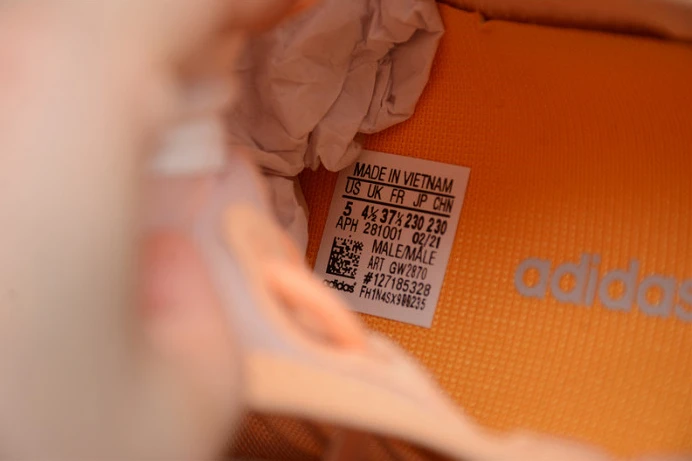 MADE IN VIETNAM
US UK FR JP CHN
5 4½ 37⅓ 230 230
APH 281001 02/21
MALE/MÂLE
ART GW2870
#127185328
adidas
adidas